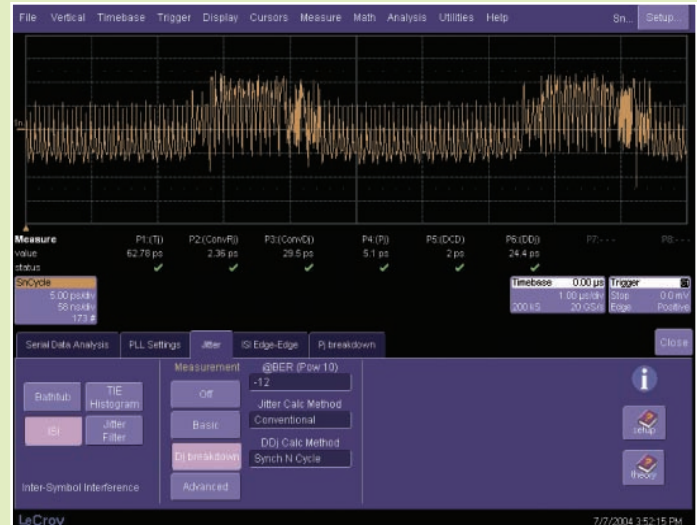 File Vertical Timebase Trigger Display Cursors Measure Math Analysis Utilities Help Sn... Setup...
Measure P1:(Tj) P2:(ConvRj) P3:(ConvDj) P4:(Pj) P5:(DCD) P6:(DDj) P7:--- P8:---
value 62.78 ps 2.36 ps 29.5 ps 5.1 ps 2 ps 24.4 ps
status
SnCycle Timebase 0.00 µs Trigger
5.00 ps/div 1.00 µs/div Stop 0.0 mV
58 ns/div 200 kS 20 GS/s Edge Positive
173 #
Serial Data Analysis PLL Settings Jitter ISI Edge-Edge Pj breakdown Close
Measurement @BER (Pow 10)
Bathtub TIE Histogram Off -12
Jitter Calc Method
ISI Jitter Filter Basic Conventional
DDj Calc Method
Dj breakdown Synch N Cycle
Inter-Symbol Interference Advanced
setup
theory
LeCroy 7/7/2004 3:52:15 PM